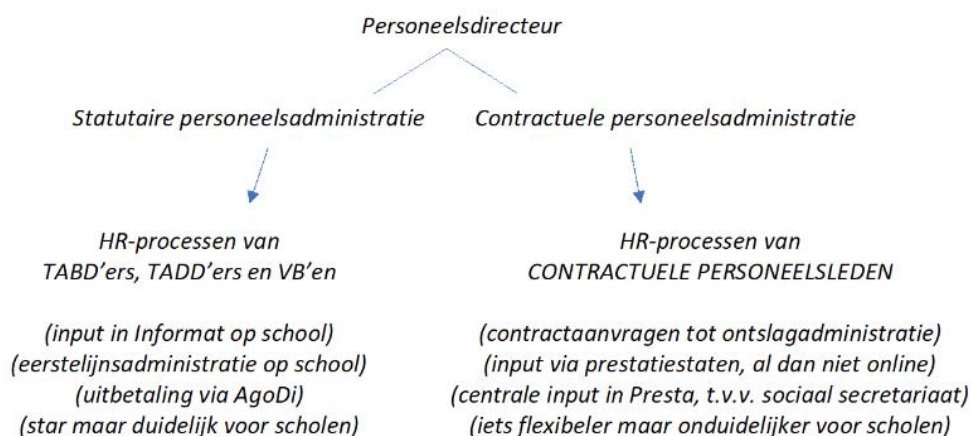 Personeelsdirecteur
Statutaire personeelsadministratie
Contractuele personeelsadministratie
HR-processen van
TABD'ers, TADD'ers en VB'en
(input in Informat op school)
(eerstelijnsadministratie op school)
(uitbetaling via AgoDi)
(star maar duidelijk voor scholen)
HR-processen van
CONTRACTUELE PERSONEELSLEDEN
(contractaanvragen tot ontslagadministratie)
(input via prestatiestaten, al dan niet online)
(centrale input in Presta, t.v.v. sociaal secretariaat)
(iets flexibeler maar onduidelijker voor scholen)